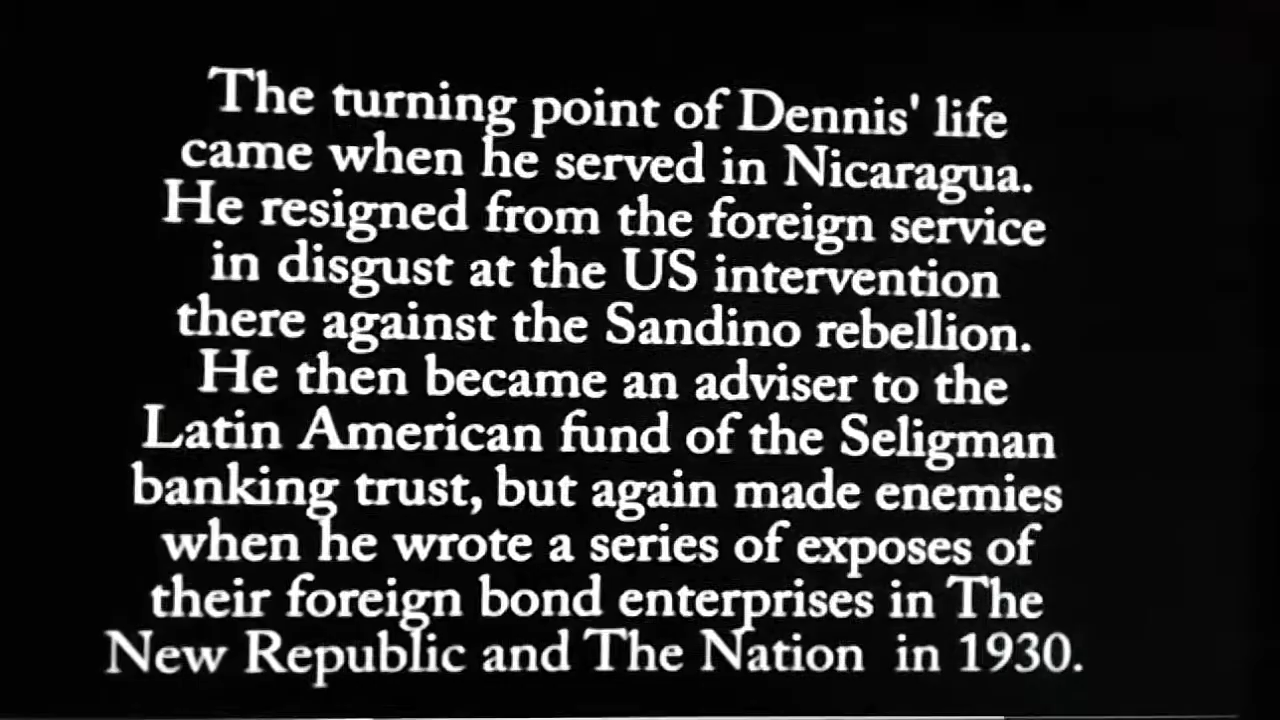 The turning point of Dennis' life
came when he served in Nicaragua.
He resigned from the foreign service
in disgust at the US intervention
there against the Sandino rebellion.
He then became an adviser to the
Latin American fund of the Seligman
banking trust, but again made enemies
when he wrote a series of exposes of
their foreign bond enterprises in The
New Republic and The Nation in 1930.